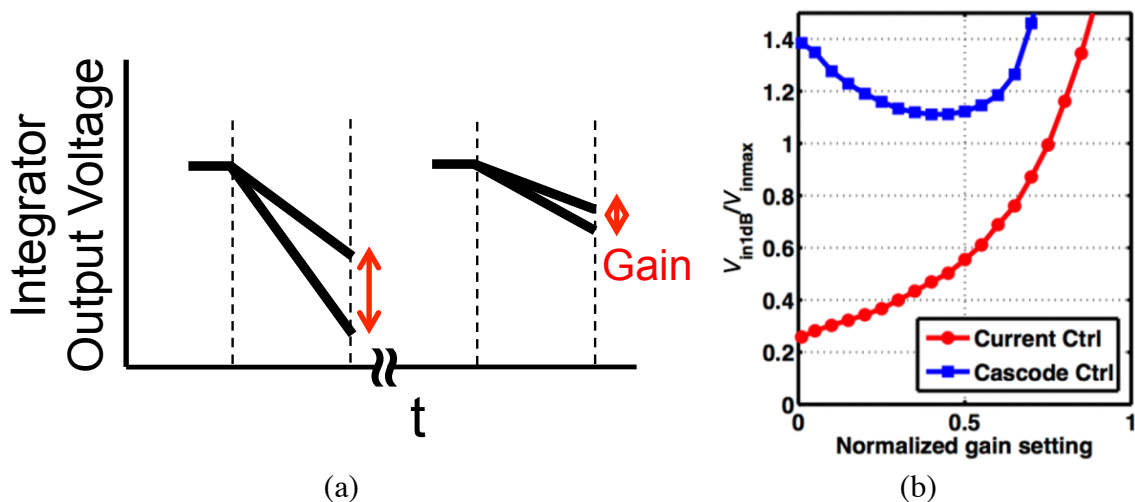 Integrator
Output Voltage
Gain
t
(a)
V_in1dB/V_inmax
1.4
1.2
1
0.8
0.6
0.4
0.2
0
0
0.5
1
Current Ctrl
Cascode Ctrl
Normalized gain setting
(b)